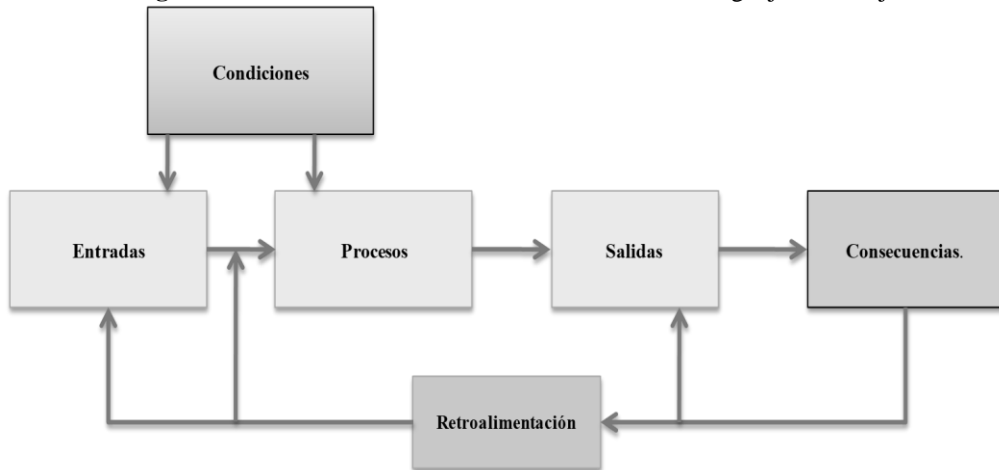 Condiciones
Entradas
Procesos
Salidas
Consecuencias.
Retroalimentación